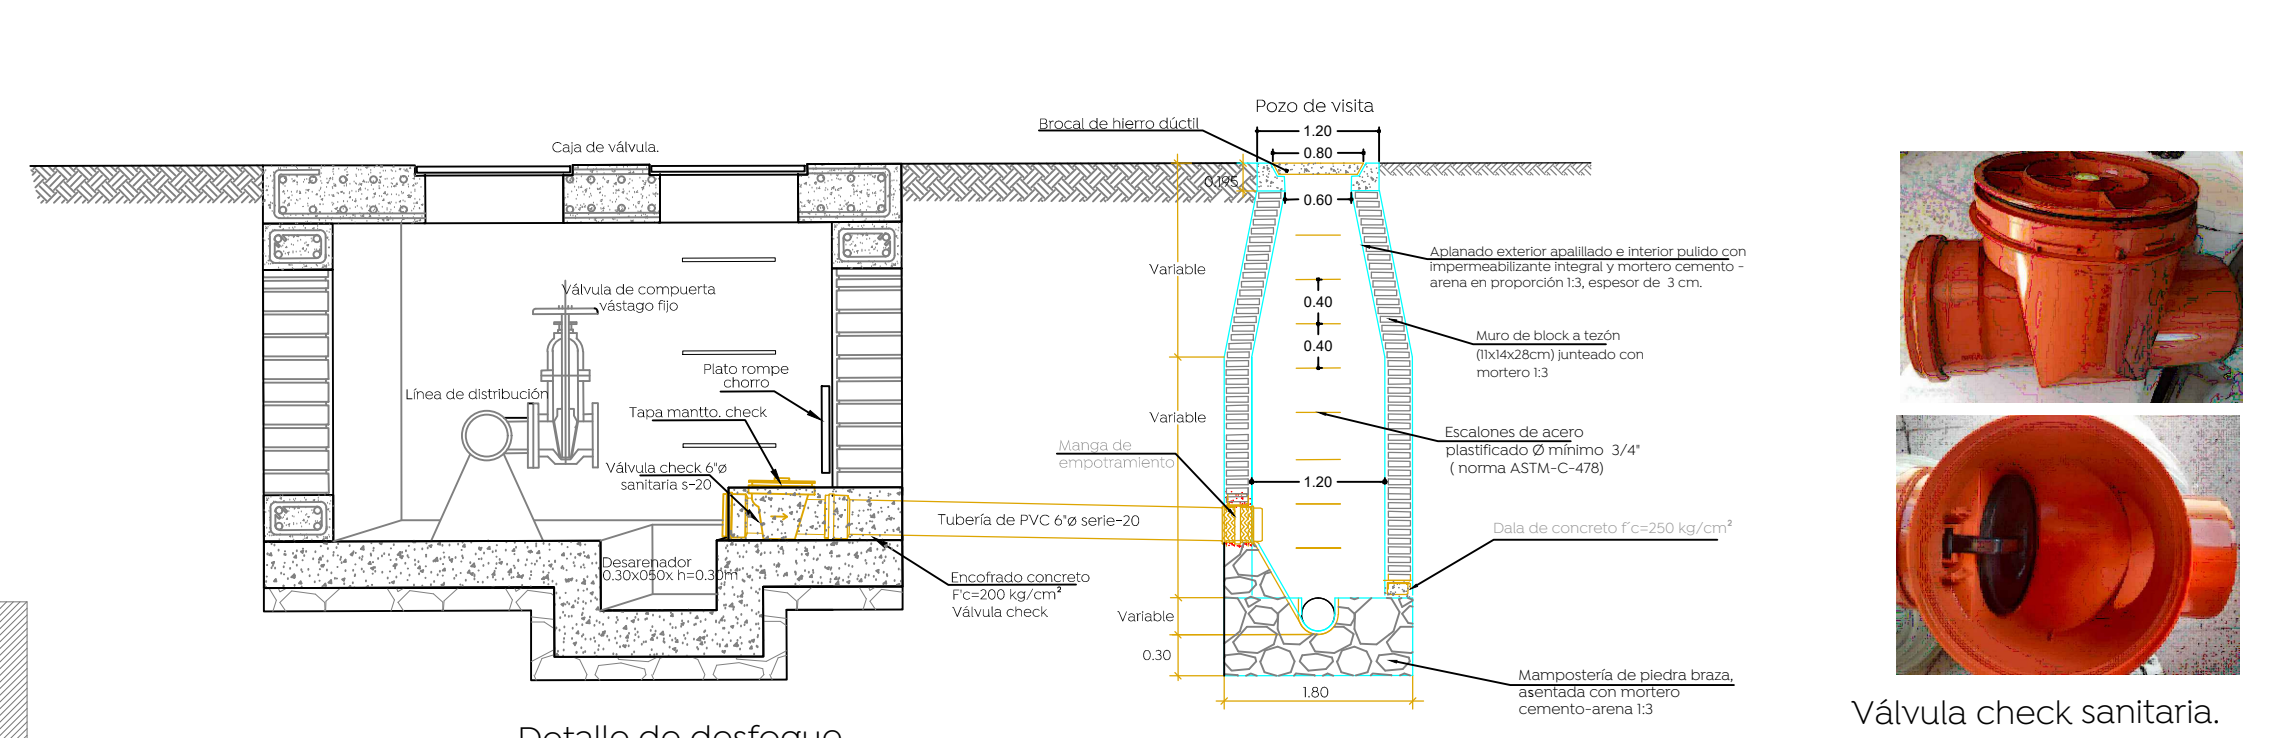 Pozo de visita
Brocal de hierro dúctil
1.20
0.80
Caja de válvula.
0.195
0.60
Aplanado exterior apalillado e interior pulido con
impermeabilizante integral y mortero cemento -
arena en proporción 1:3, espesor de 3 cm.
Variable
Válvula de compuerta
vástago fijo
0.40
0.40
Muro de block a tezón
(11x14x28cm) junteado con
mortero 1:3
Plato rompe
chorro
Línea de distribución
Tapa mantto. check
Variable
Manga de
empotramiento
Escalones de acero
plastificado Ø mínimo 3/4"
( norma ASTM-C-478)
Válvula check 6"ø
sanitaria s-20
1.20
Tubería de PVC 6"ø serie-20
Dala de concreto f´c=250 kg/cm²
Desarenador
0.30x050x h=0.30m
Encofrado concreto
F'c=200 kg/cm²
Válvula check
Variable
0.30
1.80
Mampostería de piedra braza,
asentada con mortero
cemento-arena 1:3
Válvula check sanitaria.
Detalle de desfogue